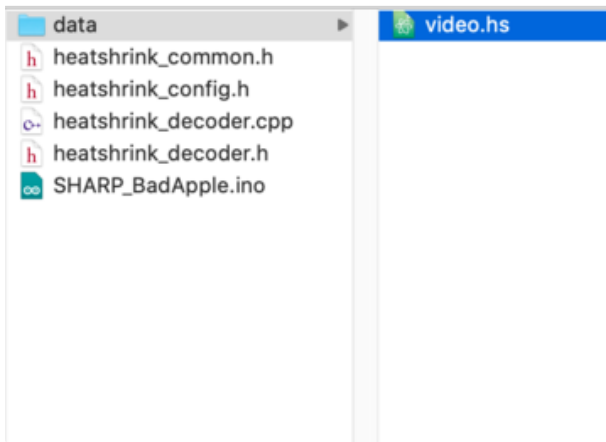 data
heatshrink_common.h
heatshrink_config.h
heatshrink_decoder.cpp
heatshrink_decoder.h
SHARP_BadApple.ino
video.hs